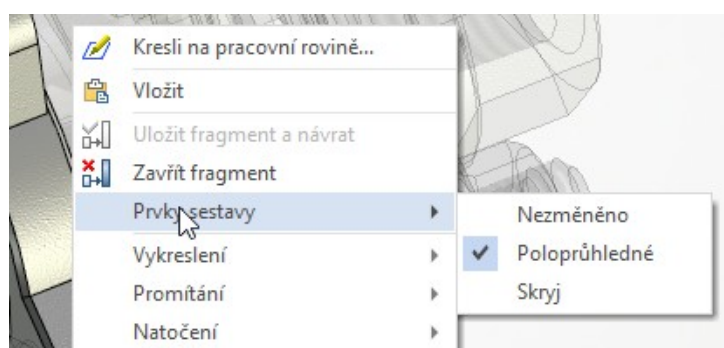 Kresli na pracovní rovině...
Vložit
Uložit fragment a návrat
Zavřít fragment
Prvky sestavy
Nezměněno
Vykreslení
Poloprůhledné
Promítání
Skryj
Natočení